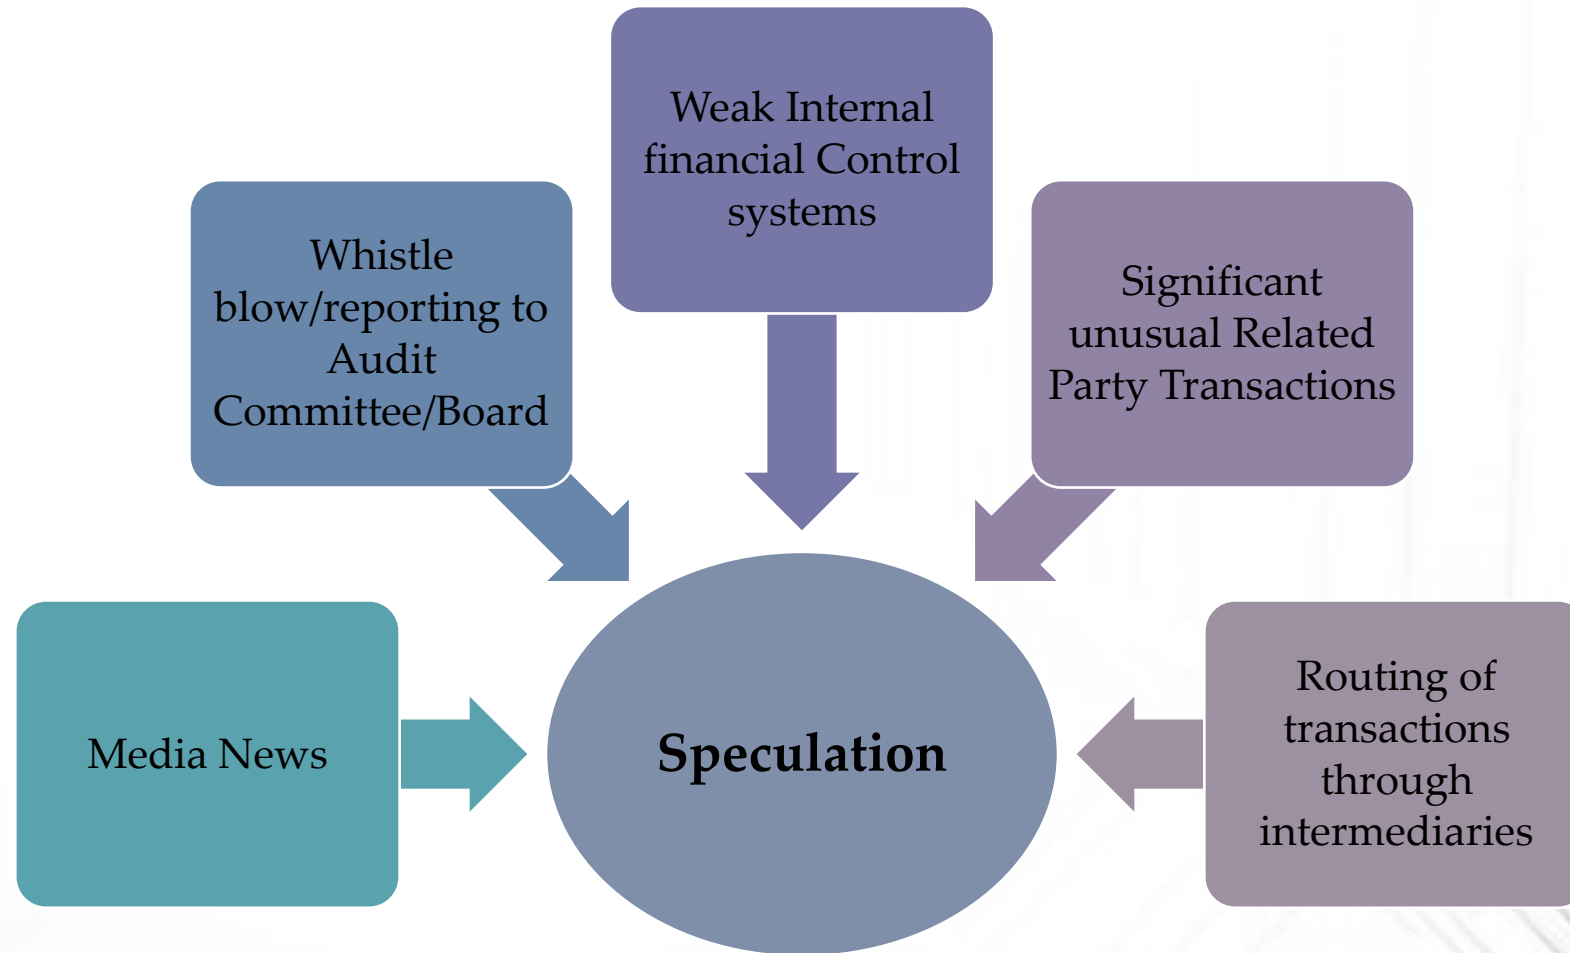 Weak Internal
financial Control
systems
Whistle
blow/reporting to
Audit
Committee/Board
Significant
unusual Related
Party Transactions
Media News
Speculation
Routing of
transactions
through
intermediaries